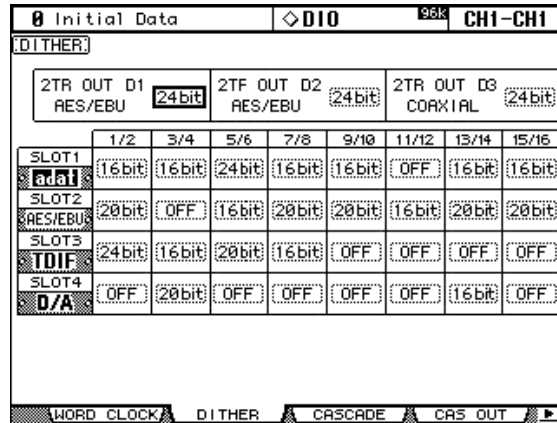 0 Initial Data ◇DIO 96k CH1-CH1
DITHER
2TR OUT D1 AES/EBU 24bit
2TF OUT D2 AES/EBU 24bit
2TR OUT D3 COAXIAL 24bit
1/2 3/4 5/6 7/8 9/10 11/12 13/14 15/16
SLOT1 adat 16bit 16bit 24bit 16bit 16bit OFF 16bit 16bit
SLOT2 AES/EBU 20bit OFF 16bit 20bit 20bit 16bit 20bit 20bit
SLOT3 TDIF 24bit 16bit 20bit 16bit OFF OFF OFF OFF
SLOT4 D/A OFF 20bit OFF OFF OFF OFF 16bit OFF
WORD CLOCK DITHER CASCADE CAS OUT